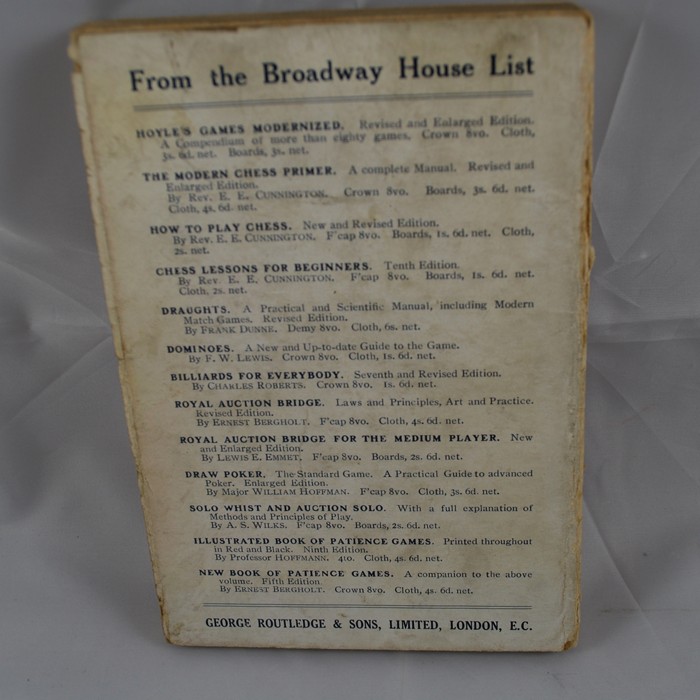 From the Broadway House List
HOYLE'S GAMES MODERNIZED. Revised and Enlarged Edition.
A Compendium of more than eighty games. Crown 8vo. Cloth,
3s. 6d. net. Boards, 3s. net.
THE MODERN CHESS PRIMER. A complete Manual. Revised and
Enlarged Edition.
By Rev. E. E. CUNNINGTON. Crown 8vo. Boards, 3s. 6d. net.
Cloth, 4s. 6d. net.
HOW TO PLAY CHESS. New and Revised Edition.
By Rev. E. E. CUNNINGTON. F'cap 8vo. Boards, 1s. 6d. net. Cloth,
2s. net.
CHESS LESSONS FOR BEGINNERS. Tenth Edition.
By Rev. E. E. CUNNINGTON. F'cap 8vo. Boards, 1s. 6d. net.
Cloth, 2s. net.
DRAUGHTS. A Practical and Scientific Manual, including Modern
Match Games. Revised Edition.
By FRANK DUNNE. Demy 8vo. Cloth, 6s. net.
DOMINOES. A New and Up-to-date Guide to the Game.
By F. W. LEWIS. Crown 8vo. Cloth, 1s. 6d. net.
BILLIARDS FOR EVERYBODY. Seventh and Revised Edition.
By CHARLES ROBERTS. Crown 8vo. 1s. 6d. net.
ROYAL AUCTION BRIDGE. Laws and Principles, Art and Practice.
Revised Edition.
By ERNEST BERGHOLT. F'cap 8vo. Cloth, 4s. 6d. net.
ROYAL AUCTION BRIDGE FOR THE MEDIUM PLAYER. New
and Enlarged Edition.
By LEWIS E. EMMET. F'cap 8vo. Boards, 2s. 6d. net.
DRAW POKER. The Standard Game. A Practical Guide to advanced
Poker. Enlarged Edition.
By Major WILLIAM HOFFMAN. F'cap 8vo. Cloth, 3s. 6d. net.
SOLO WHIST AND AUCTION SOLO. With a full explanation of
Methods and Principles of Play.
By A. S. WILKS. F'cap 8vo. Boards, 2s. 6d. net.
ILLUSTRATED BOOK OF PATIENCE GAMES. Printed throughout
in Red and Black. Ninth Edition.
By Professor HOFFMANN. 4to. Cloth, 4s. 6d. net.
NEW BOOK OF PATIENCE GAMES. A companion to the above
volume. Fifth Edition.
By ERNEST BERGHOLT. Crown 8vo. Cloth, 4s. 6d. net.
GEORGE ROUTLEDGE & SONS, LIMITED, LONDON, E.C.